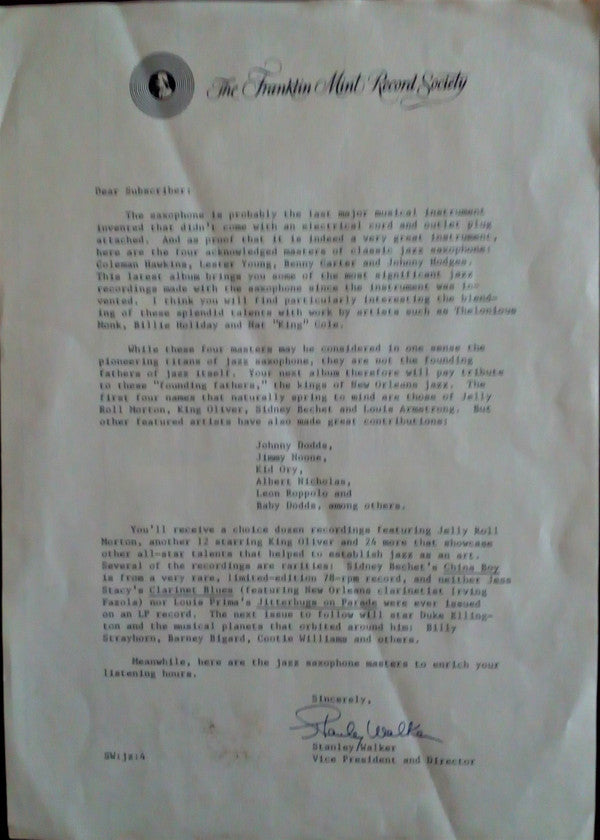 The Franklin Mint Record Society
Dear Subscriber:
The saxophone is probably the last major musical instrument
invented that didn't come with an electrical cord and outlet plug
attached. And as proof that it is indeed a very great instrument,
here are the four acknowledged masters of classic jazz saxophone:
Coleman Hawkins, Lester Young, Benny Carter and Johnny Hodges.
This latest album brings you some of the most significant jazz
recordings made with the saxophone since the instrument was in-
vented. I think you will find particularly interesting the blend-
ing of these splendid talents with work by artists such as Thelonious
Monk, Billie Holiday and Nat "King" Cole.
While these four masters may be considered in one sense the
pioneering titans of jazz saxophone, they are not the founding
fathers of jazz itself. Your next album therefore will pay tribute
to these "founding fathers," the kings of New Orleans jazz. The
first four names that naturally spring to mind are those of Jelly
Roll Morton, King Oliver, Sidney Bechet and Louis Armstrong. But
other featured artists have also made great contributions:
Johnny Dodds,
Jimmy Noone,
Kid Ory,
Albert Nicholas,
Leon Roppolo and
Baby Dodds, among others.
You'll receive a choice dozen recordings featuring Jelly Roll
Morton, another 12 starring King Oliver and 24 more that showcase
other all-star talents that helped to establish jazz as an art.
Several of the recordings are rarities: Sidney Bechet's China Boy
is from a very rare, limited-edition 78-rpm record, and neither Jess
Stacy's Clarinet Blues (featuring New Orleans clarinetist Irving
Fazola) nor Louis Prima's Jitterbugs on Parade were ever issued
on an LP record. The next issue to follow will star Duke Elling-
ton and the musical planets that orbited around him: Billy
Strayhorn, Barney Bigard, Cootie Williams and others.
Meanwhile, here are the jazz saxophone masters to enrich your
listening hours.
Sincerely,
Stanley Walker
Stanley Walker
Vice President and Director
SW:jz:4